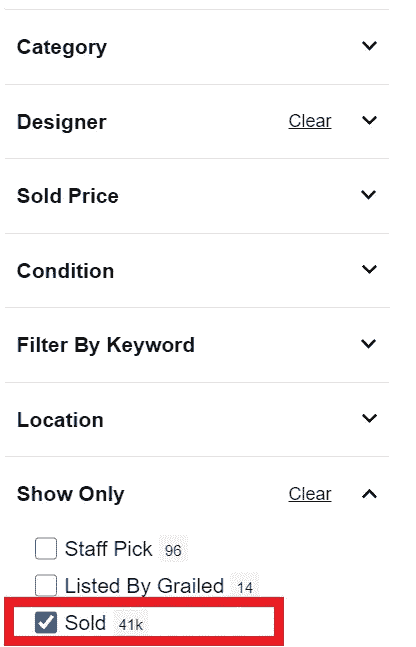 Category
Designer Clear
Sold Price
Condition
Filter By Keyword
Location
Show Only Clear
Staff Pick 96
Listed By Grailed 14
Sold 41k